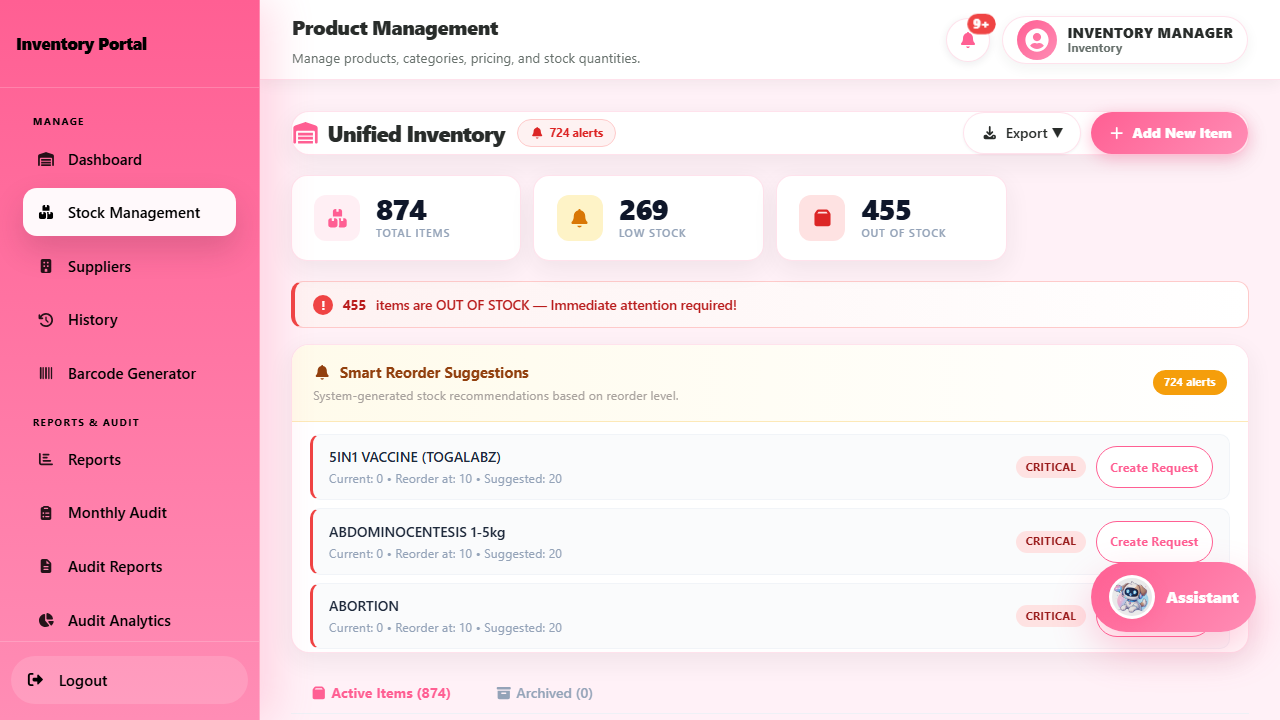 Inventory Portal
MANAGE
Dashboard
Stock Management
Suppliers
History
Barcode Generator
REPORTS & AUDIT
Reports
Monthly Audit
Audit Reports
Audit Analytics
Logout
Product Management
Manage products, categories, pricing, and stock quantities.
9+
INVENTORY MANAGER
Inventory
Unified Inventory
724 alerts
Export ▼
Add New Item
874
TOTAL ITEMS
269
LOW STOCK
455
OUT OF STOCK
455 items are OUT OF STOCK — Immediate attention required!
Smart Reorder Suggestions
System-generated stock recommendations based on reorder level.
724 alerts
5IN1 VACCINE (TOGALABZ)
Current: 0 • Reorder at: 10 • Suggested: 20
CRITICAL
Create Request
ABDOMINOCENTESIS 1-5kg
Current: 0 • Reorder at: 10 • Suggested: 20
CRITICAL
Create Request
ABORTION
Current: 0 • Reorder at: 10 • Suggested: 20
CRITICAL
Assistant
Active Items (874)
Archived (0)